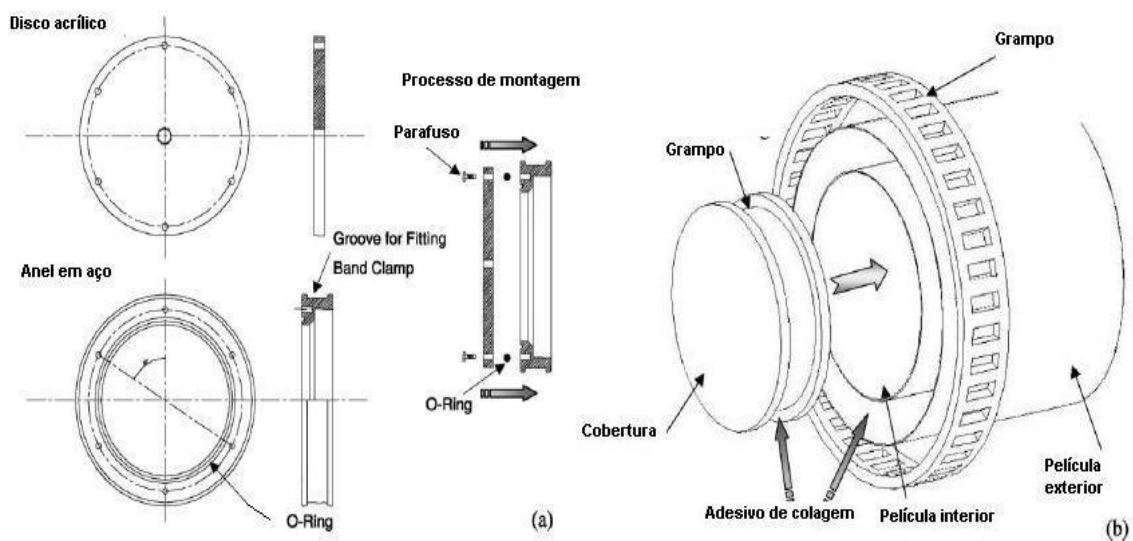 Disco acrílico
Processo de montagem
Parafuso
Groove for Fitting
Band Clamp
Anel em aço
O-Ring
O-Ring
(a)
Grampo
Grampo
Cobertura
Adesivo de colagem
Película interior
Película
exterior
(b)